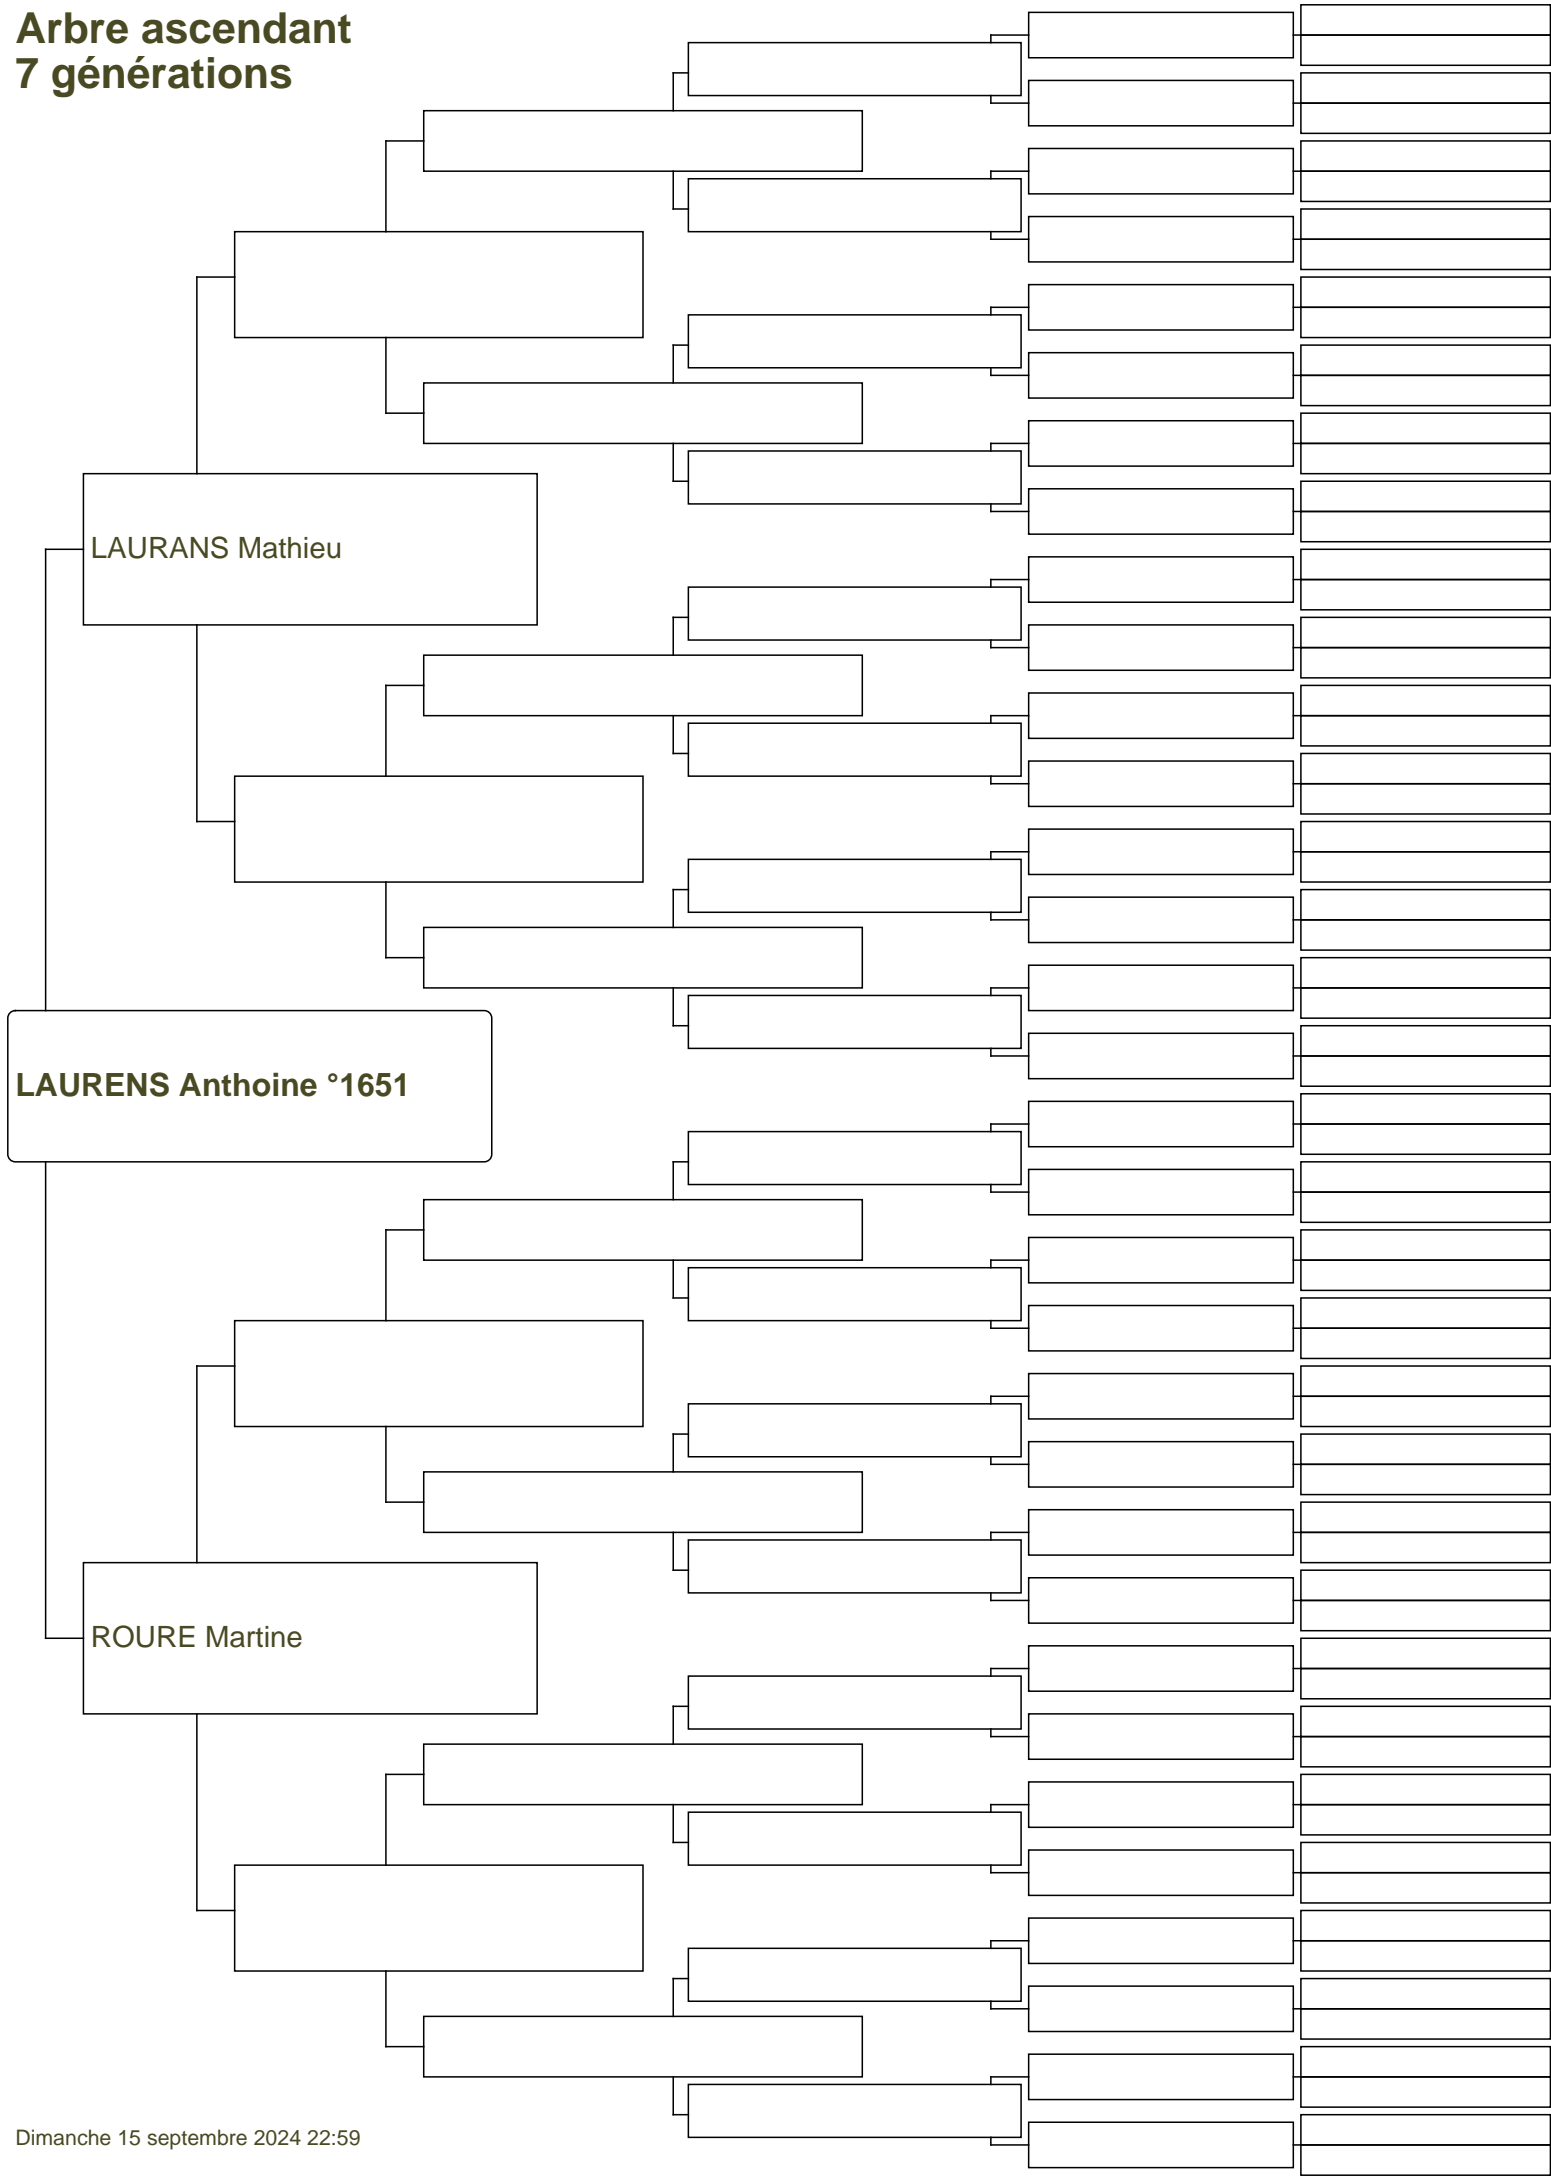 Arbre ascendant
7 générations
LAURANS Mathieu
LAURENS Anthoine °1651
ROURE Martine
Dimanche 15 septembre 2024 22:59